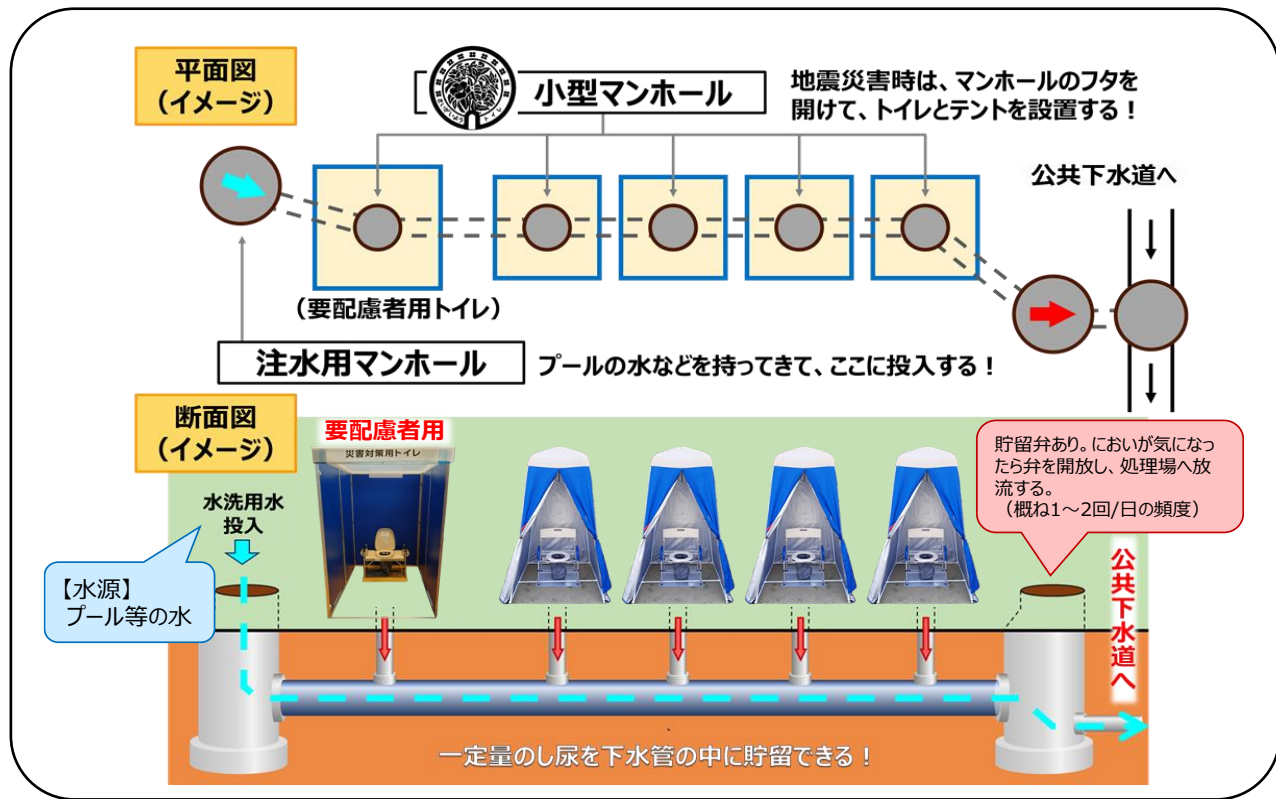 平面図
(イメージ)
小型マンホール
トイレ
地震災害時は、マンホールのフタを
開けて、トイレとテントを設置する！
公共下水道へ
（要配慮者用トイレ）
注水用マンホール
プールの水などを持ってきて、ここに投入する！
断面図
(イメージ)
要配慮者用
災害対策用トイレ
水洗用水
投入
【水源】
プール等の水
貯留弁あり。においが気になっ
たら弁を開放し、処理場へ放
流する。
（概ね1～2回/日の頻度）
公共下水道へ
一定量のし尿を下水管の中に貯留できる！